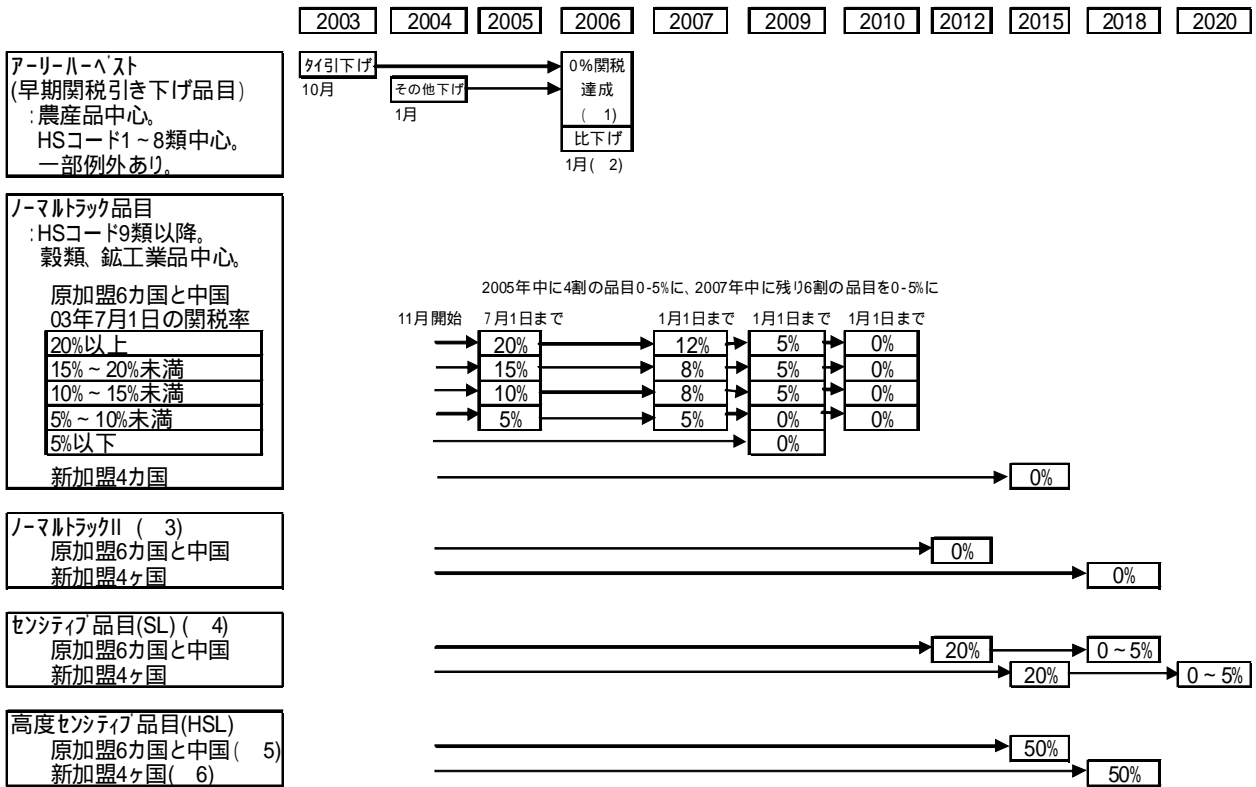 2003 2004 2005 2006 2007 2009 2010 2012 2015 2018 2020
ｱｰﾘｰﾊｰﾍﾞｽﾄ
(早期関税引き下げ品目)
:農産品中心。
HSコード1~8類中心。
一部例外あり。
ﾀｲ引下げ
10月
その他下げ
1月
0%関税
達成
( 1)
比下げ
1月( 2)
ﾉｰﾏﾙﾄﾗｯｸ品目
:HSコード9類以降。
穀類、鉱工業品中心。
2005年中に4割の品目0-5%に、2007年中に残り6割の品目を0-5%に
原加盟6カ国と中国
03年7月1日の関税率
11月開始 7月1日まで 1月1日まで 1月1日まで 1月1日まで
20%以上 20% 12% 5% 0%
15%~20%未満 15% 8% 5% 0%
10%~15%未満 10% 8% 5% 0%
5%~10%未満 5% 5% 0% 0%
5%以下 0%
新加盟4カ国 0%
ﾉｰﾏﾙﾄﾗｯｸII ( 3)
原加盟6カ国と中国 0%
新加盟4ヶ国 0%
ｾﾝｼﾃｨﾌﾞ品目(SL) ( 4)
原加盟6カ国と中国 20% 0~5%
新加盟4ヶ国 20% 0~5%
高度ｾﾝｼﾃｨﾌﾞ品目(HSL)
原加盟6カ国と中国( 5) 50%
新加盟4ヶ国( 6) 50%